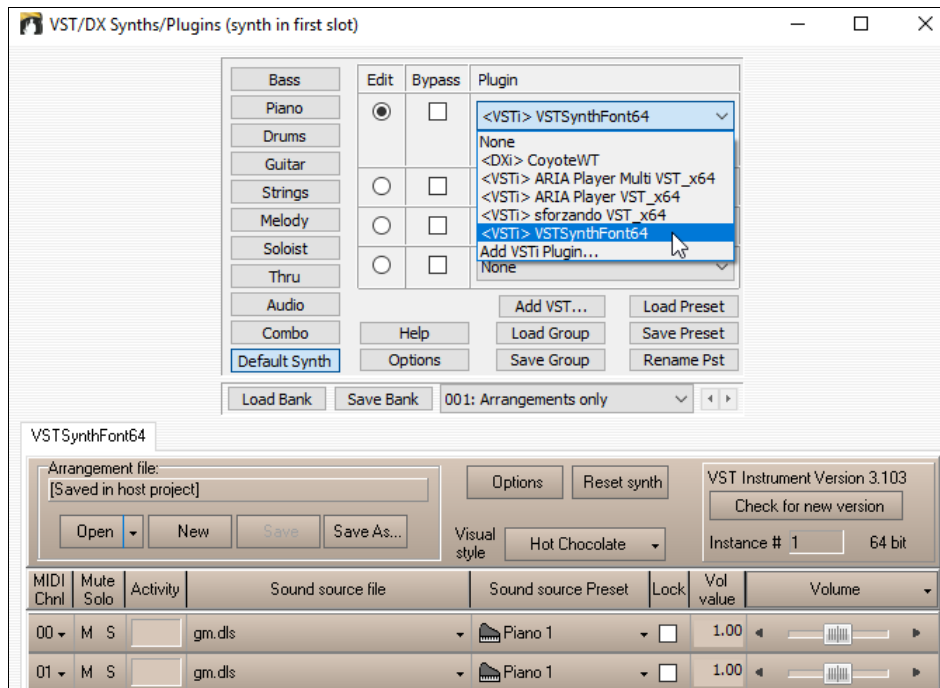 VST/DX Synths/Plugins (synth in first slot)
Bass
Piano
Drums
Guitar
Strings
Melody
Soloist
Thru
Audio
Combo
Default Synth
Edit Bypass Plugin
<VSTi> VSTSynthFont64
None
<DXi> CoyoteWT
<VSTi> ARIA Player Multi VST_x64
<VSTi> ARIA Player VST_x64
<VSTi> sforzando VST_x64
<VSTi> VSTSynthFont64
Add VSTi Plugin...
None
Add VST... Load Preset
Help Load Group Save Preset
Options Save Group Rename Pst
Load Bank Save Bank 001: Arrangements only
VSTSynthFont64
Arrangement file:
[Saved in host project]
Open New Save Save As...
Options Reset synth
Visual style Hot Chocolate
VST Instrument Version 3.103
Check for new version
Instance # 1 64 bit
MIDI Chnl Mute Solo Activity Sound source file Sound source Preset Lock Vol value Volume
00 M S gm.dls Piano 1 1.00
01 M S gm.dls Piano 1 1.00